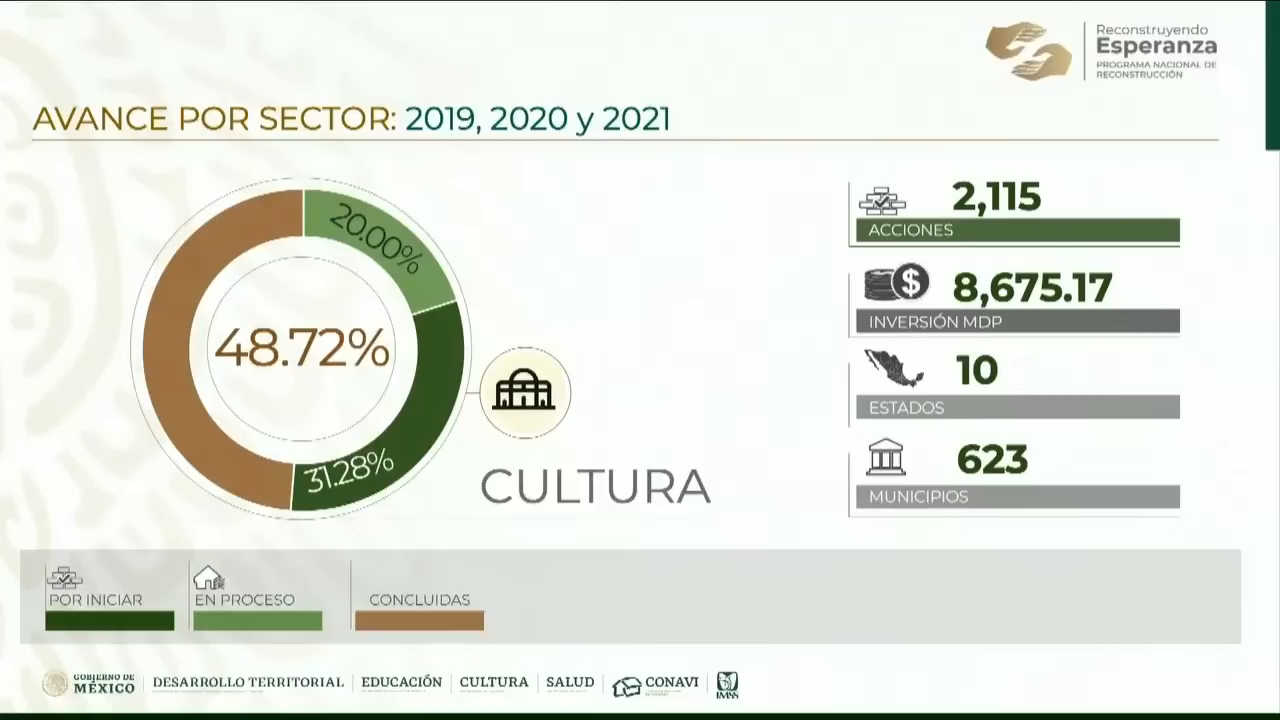 Reconstruyendo
Esperanza
PROGRAMA NACIONAL DE
RECONSTRUCCIÓN
AVANCE POR SECTOR: 2019, 2020 y 2021
20.00%
48.72%
31.28%
CULTURA
2,115
ACCIONES
$
8,675.17
INVERSIÓN MDP
10
ESTADOS
623
MUNICIPIOS
POR INICIAR
EN PROCESO
CONCLUIDAS
GOBIERNO DE
MÉXICO
DESARROLLO TERRITORIAL
EDUCACIÓN
CULTURA
SALUD
CONAVI
IMSS